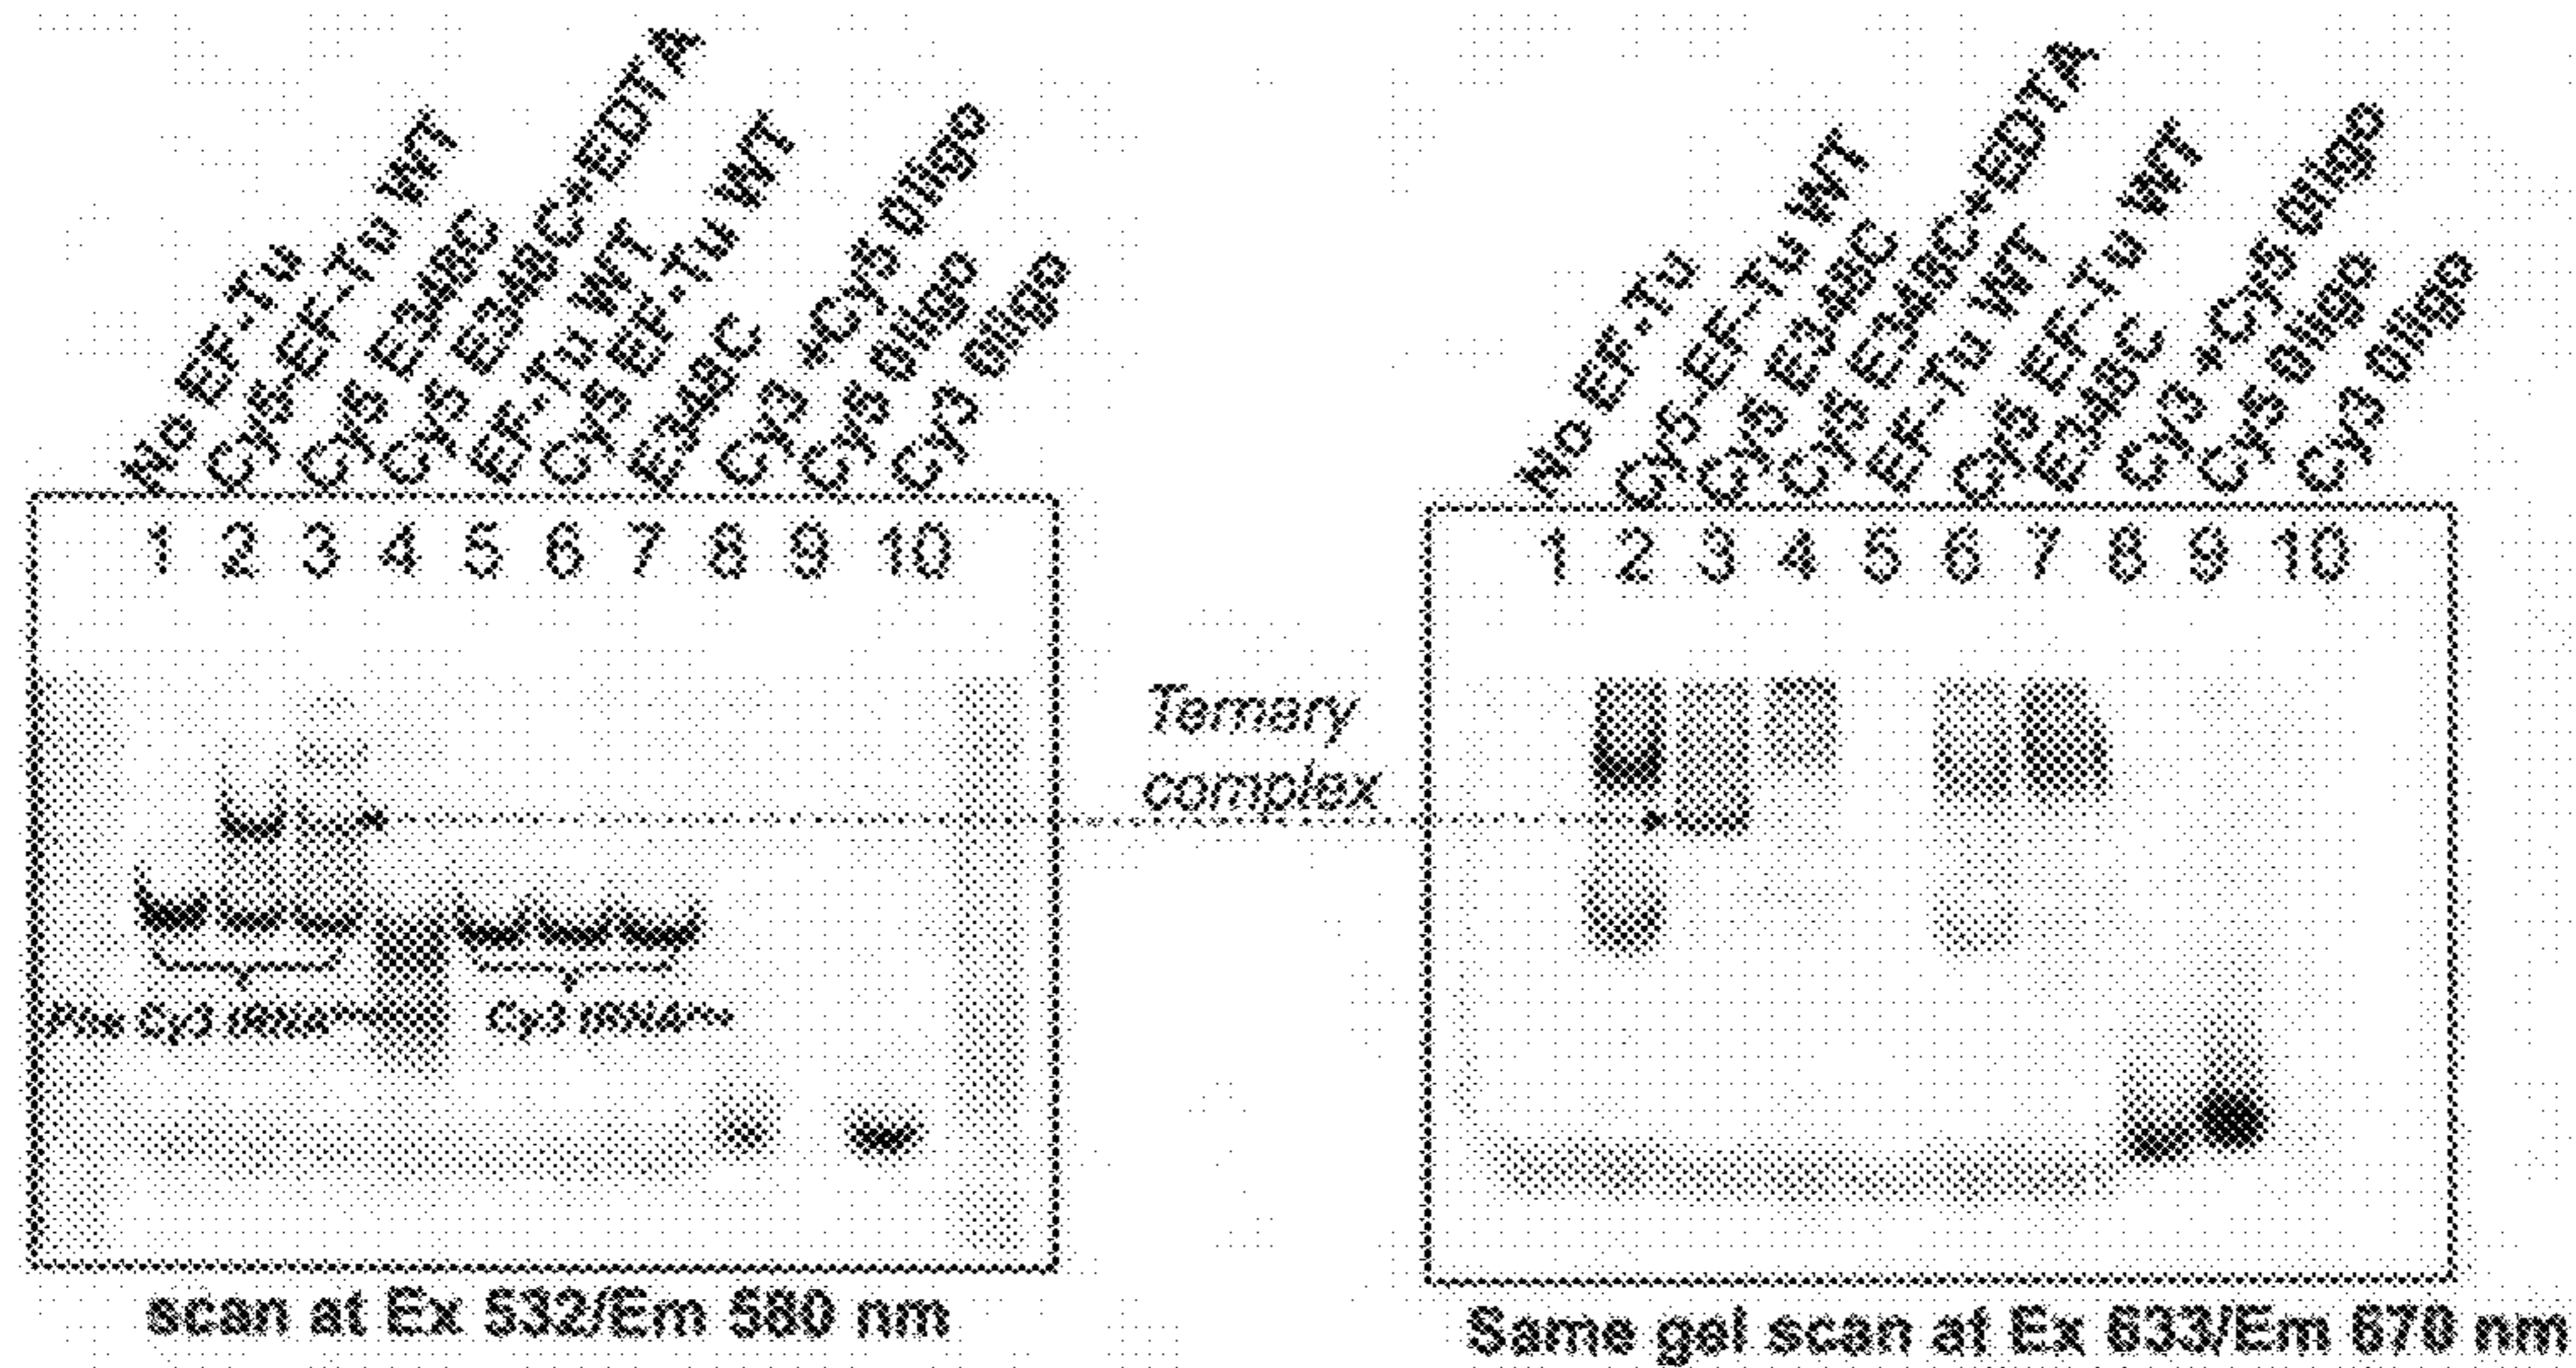 No EF-Tu
Cy5-EF-Tu WT
Cy5 E348C
Cy5 E348C+EDTA
EF-Tu WT
Cy5 EF-Tu WT
E348C
Cy3 +Cy5 Oligo
Cy5 Oligo
Cy3 Oligo
1 2 3 4 5 6 7 8 9 10
Phe Cy3 tRNA
Cy3 tRNA
scan at Ex 532/Em 580 nm
Ternary
complex
No EF-Tu
Cy5-EF-Tu WT
Cy5 E348C
Cy5 E348C+EDTA
EF-Tu WT
Cy5 EF-Tu WT
E348C
Cy3 +Cy5 Oligo
Cy5 Oligo
Cy3 Oligo
1 2 3 4 5 6 7 8 9 10
Same gel scan at Ex 633/Em 670 nm